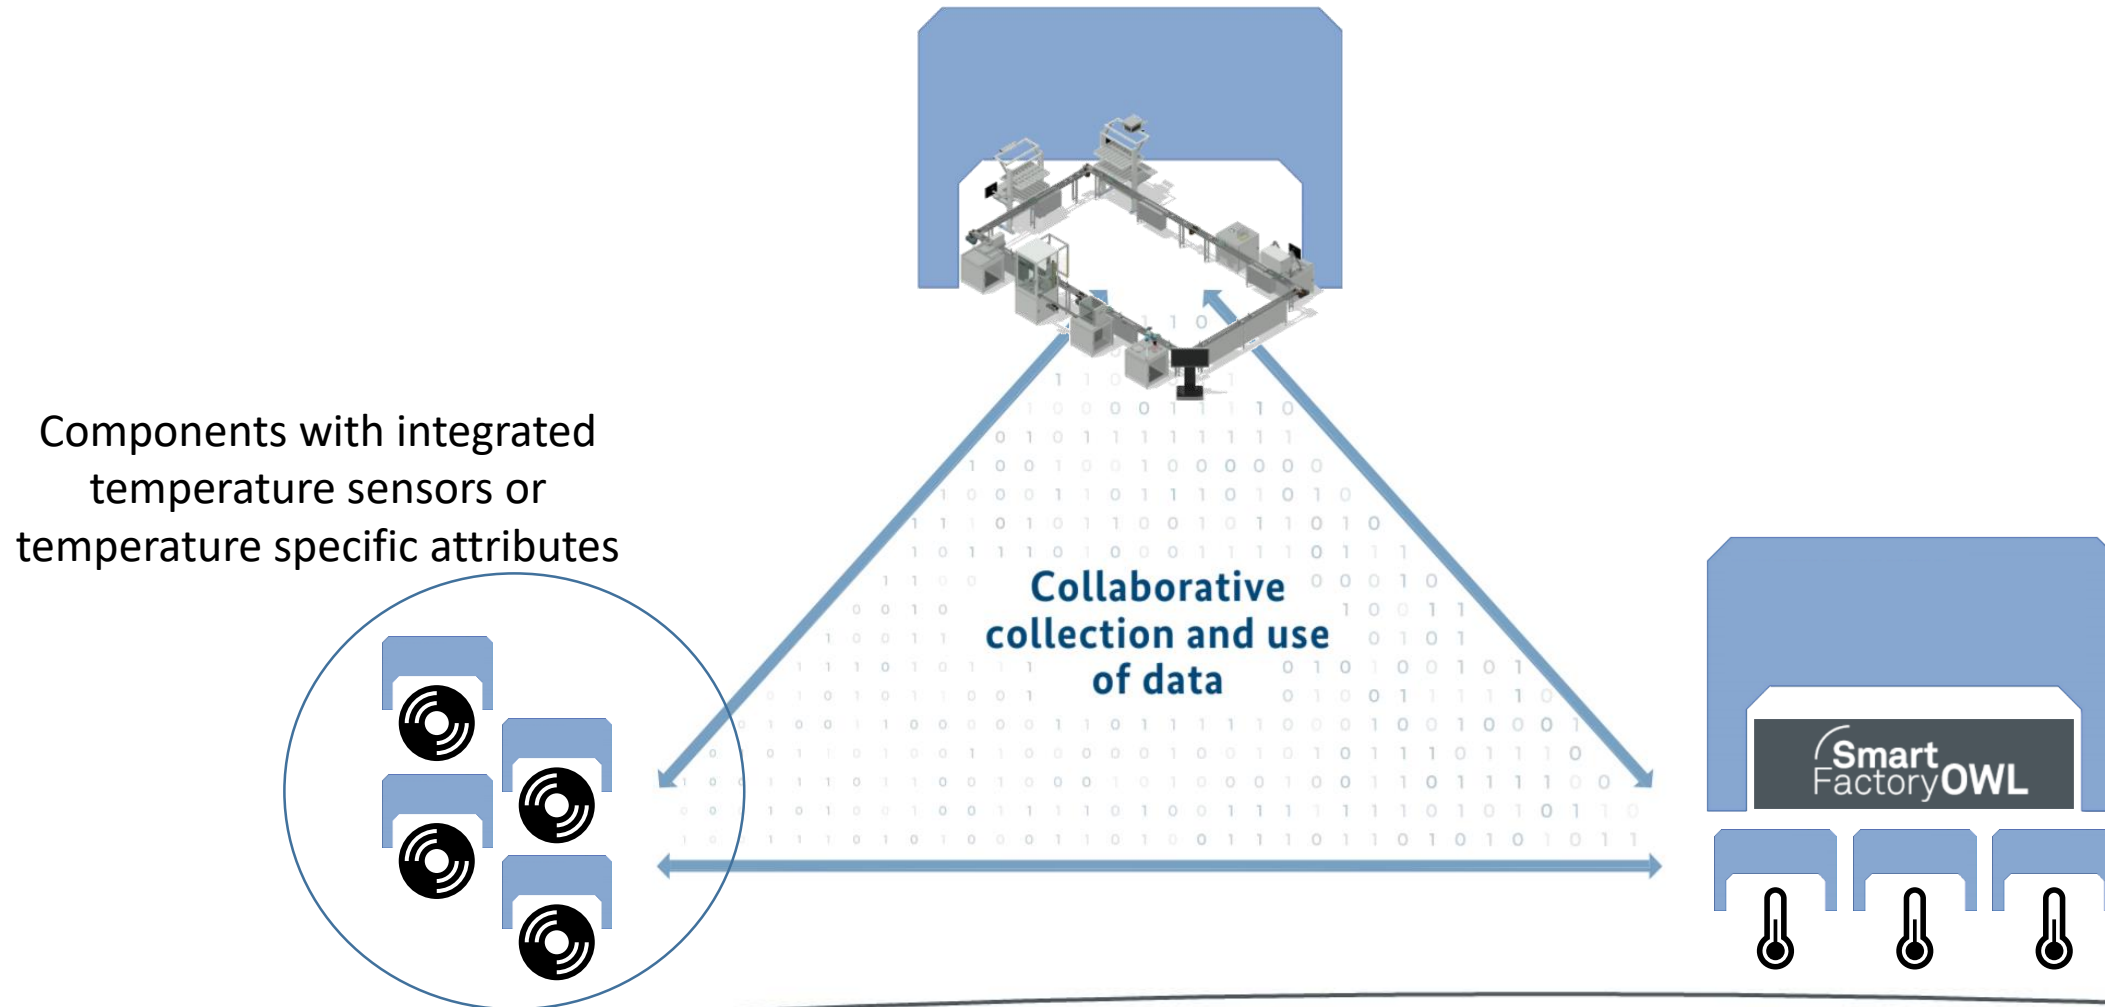 Components with integrated
temperature sensors or
temperature specific attributes
Collaborative
collection and use
of data
Smart
FactoryOWL